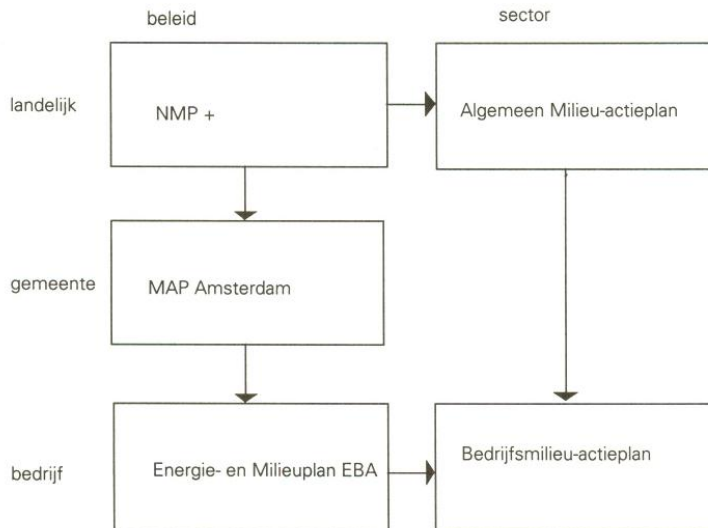 beleid
sector
landelijk
NMP +
Algemeen Milieu-actieplan
gemeente
MAP Amsterdam
bedrijf
Energie- en Milieuplan EBA
Bedrijfsmilieu-actieplan